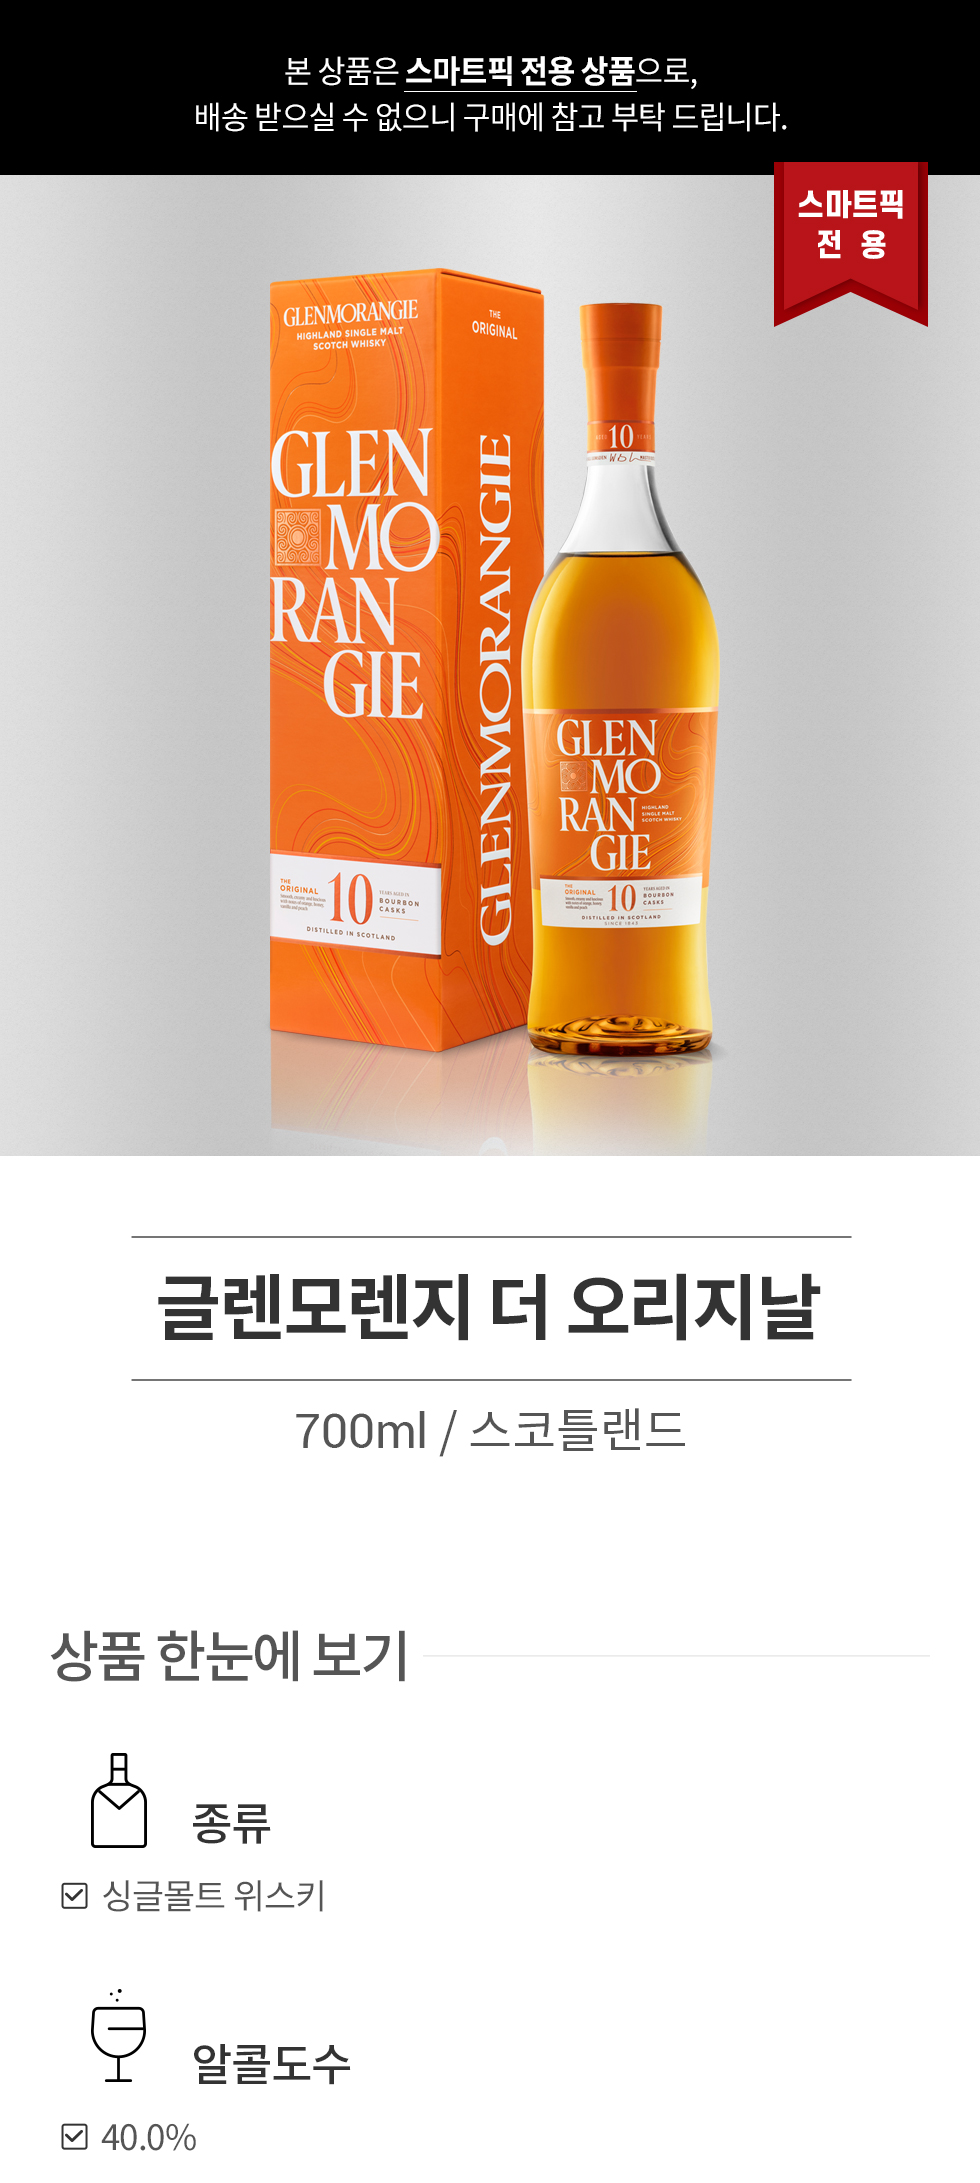 본 상품은 스마트픽 전용 상품으로,
배송 받으실 수 없으니 구매에 참고 부탁 드립니다.
스마트픽
전 용
GLENMORANGIE
HIGHLAND SINGLE MALT
SCOTCH WHISKY
THE
ORIGINAL
GLEN
MO
RAN
GIE
GLENMORANGIE
THE
ORIGINAL
10
YEARS AGED IN
BOURBON
CASKS
DISTILLED IN SCOTLAND
10
GLEN
MO
RAN
GIE
HIGHLAND
SINGLE MALT
SCOTCH WHISKY
THE
ORIGINAL
10
YEARS AGED IN
BOURBON
CASKS
DISTILLED IN SCOTLAND
SINCE 1843
글렌모렌지 더 오리지날
700ml / 스코틀랜드
상품 한눈에 보기
종류
싱글몰트 위스키
알콜도수
40.0%